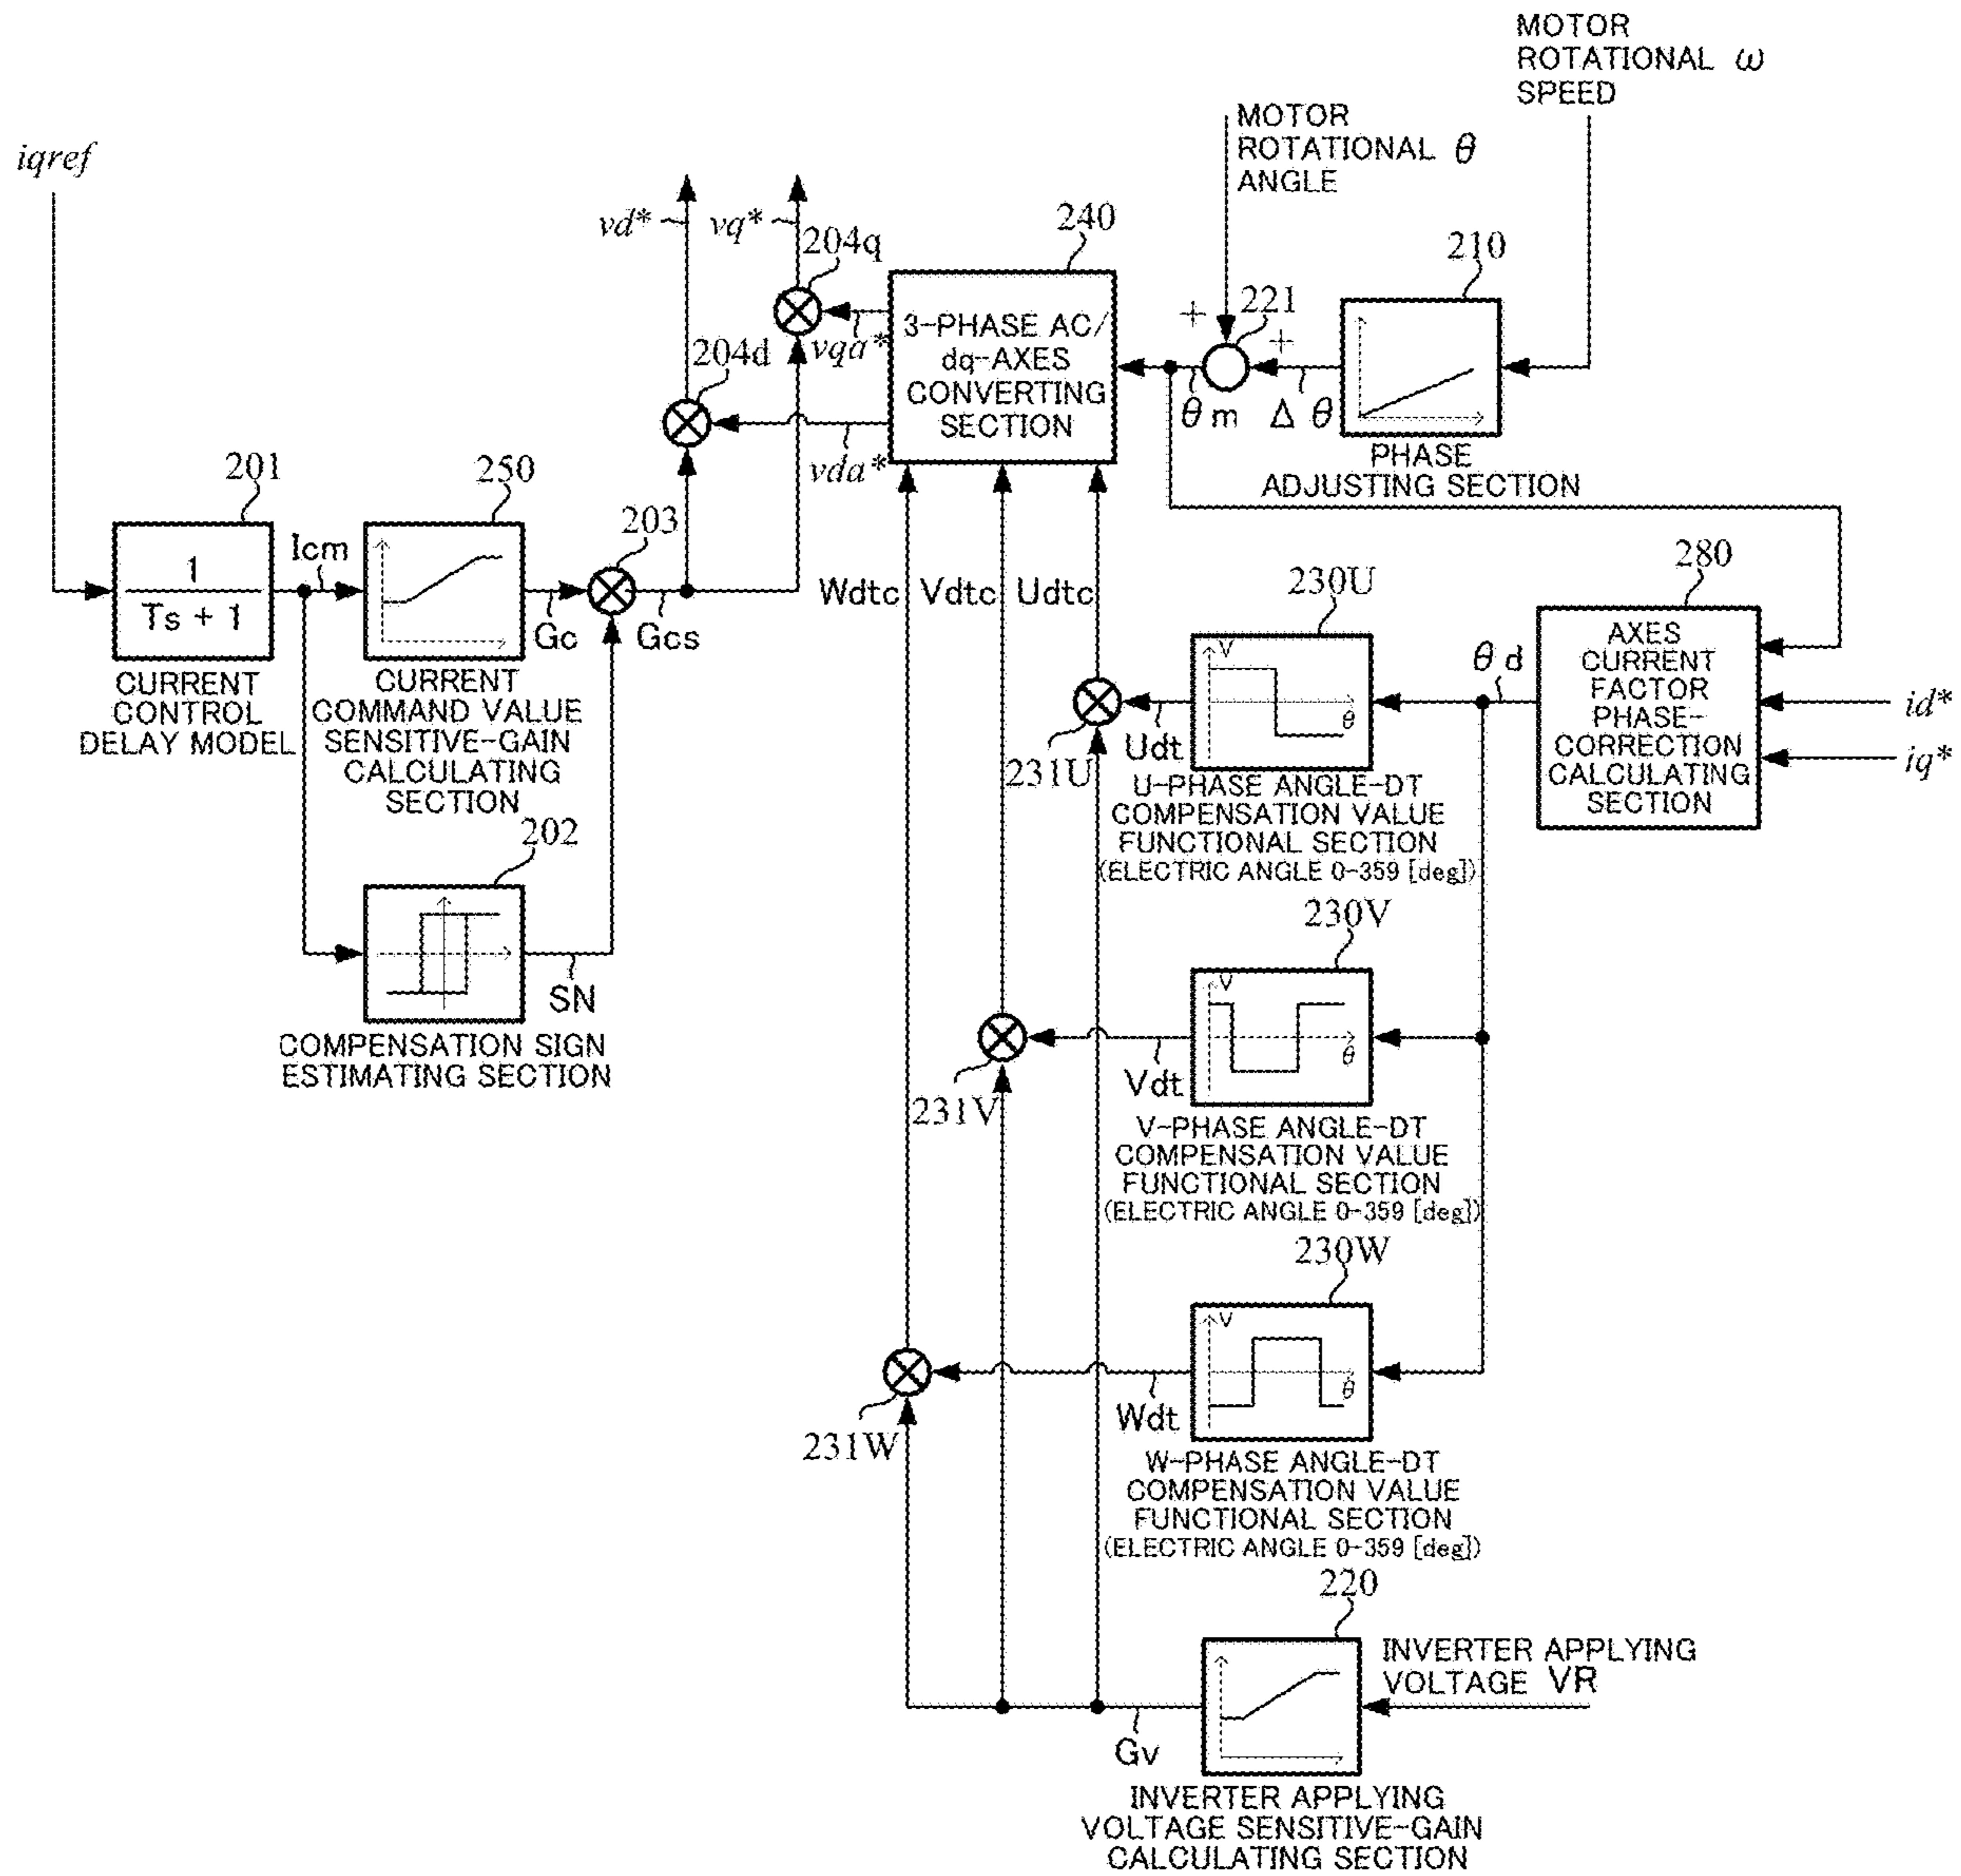 MOTOR
ROTATIONAL ω
SPEED
MOTOR
ROTATIONAL θ
ANGLE
iqref
vd*
vq*
204q
240
210
221
204d
+
+
3-PHASE AC/
dq-AXES
CONVERTING
SECTION
vqa*
vda*
θm
Δθ
PHASE
ADJUSTING SECTION
201
250
203
280
1
Ts + 1
Icm
Gc
Gcs
CURRENT
CONTROL
DELAY MODEL
CURRENT
COMMAND VALUE
SENSITIVE-GAIN
CALCULATING
SECTION
202
SN
COMPENSATION SIGN
ESTIMATING SECTION
Wdtc
Vdtc
Udtc
230U
V
θ
θd
AXES
CURRENT
FACTOR
PHASE-
CORRECTION
CALCULATING
SECTION
id*
iq*
231U
Udt
U-PHASE ANGLE-DT
COMPENSATION VALUE
FUNCTIONAL SECTION
(ELECTRIC ANGLE 0-359 [deg])
230V
V
θ
231V
Vdt
V-PHASE ANGLE-DT
COMPENSATION VALUE
FUNCTIONAL SECTION
(ELECTRIC ANGLE 0-359 [deg])
230W
V
θ
231W
Wdt
W-PHASE ANGLE-DT
COMPENSATION VALUE
FUNCTIONAL SECTION
(ELECTRIC ANGLE 0-359 [deg])
220
INVERTER APPLYING
VOLTAGE VR
Gv
INVERTER APPLYING
VOLTAGE SENSITIVE-GAIN
CALCULATING SECTION